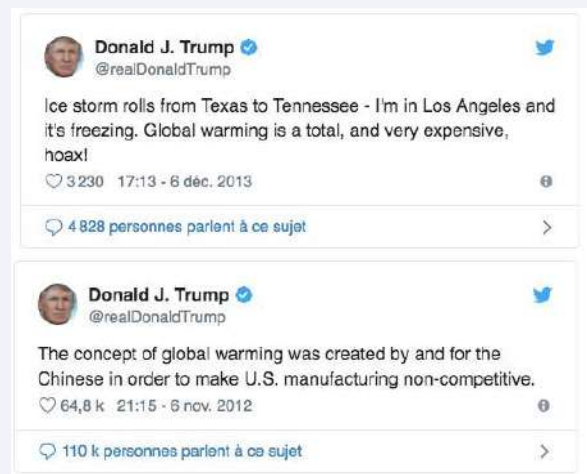 Donald J. Trump
@realDonaldTrump
Ice storm rolls from Texas to Tennessee - I'm in Los Angeles and
it's freezing. Global warming is a total, and very expensive,
hoax!
3 230 17:13 - 6 déc. 2013
4 828 personnes parlent à ce sujet
Donald J. Trump
@realDonaldTrump
The concept of global warming was created by and for the
Chinese in order to make U.S. manufacturing non-competitive.
64,8 k 21:15 - 6 nov. 2012
110 k personnes parlent à ce sujet